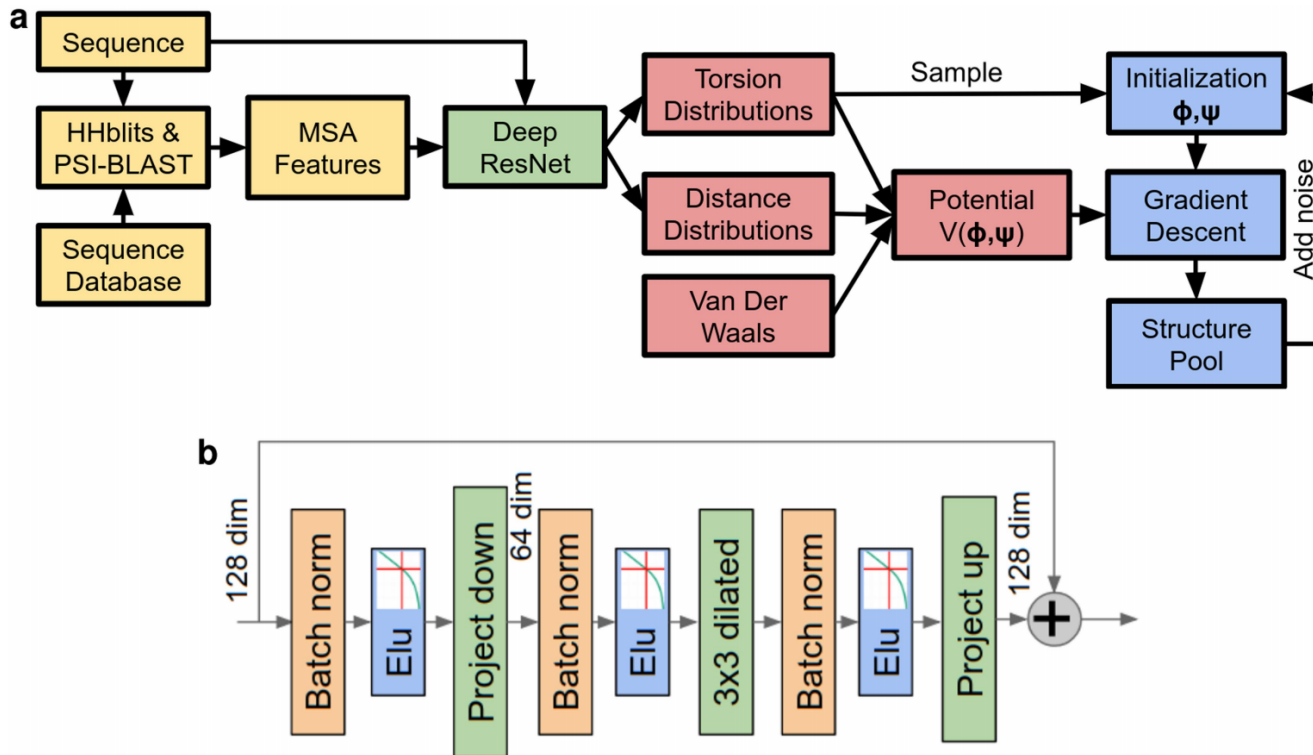 a
Sequence
HHblits &
PSI-BLAST
Sequence
Database
MSA
Features
Deep
ResNet
Torsion
Distributions
Distance
Distributions
Van Der
Waals
Sample
Potential
V(ϕ,ψ)
Initialization
ϕ,ψ
Gradient
Descent
Structure
Pool
Add noise
b
128 dim
Batch norm
Elu
Project down
64 dim
Batch norm
Elu
3x3 dilated
Batch norm
Elu
Project up
128 dim
+